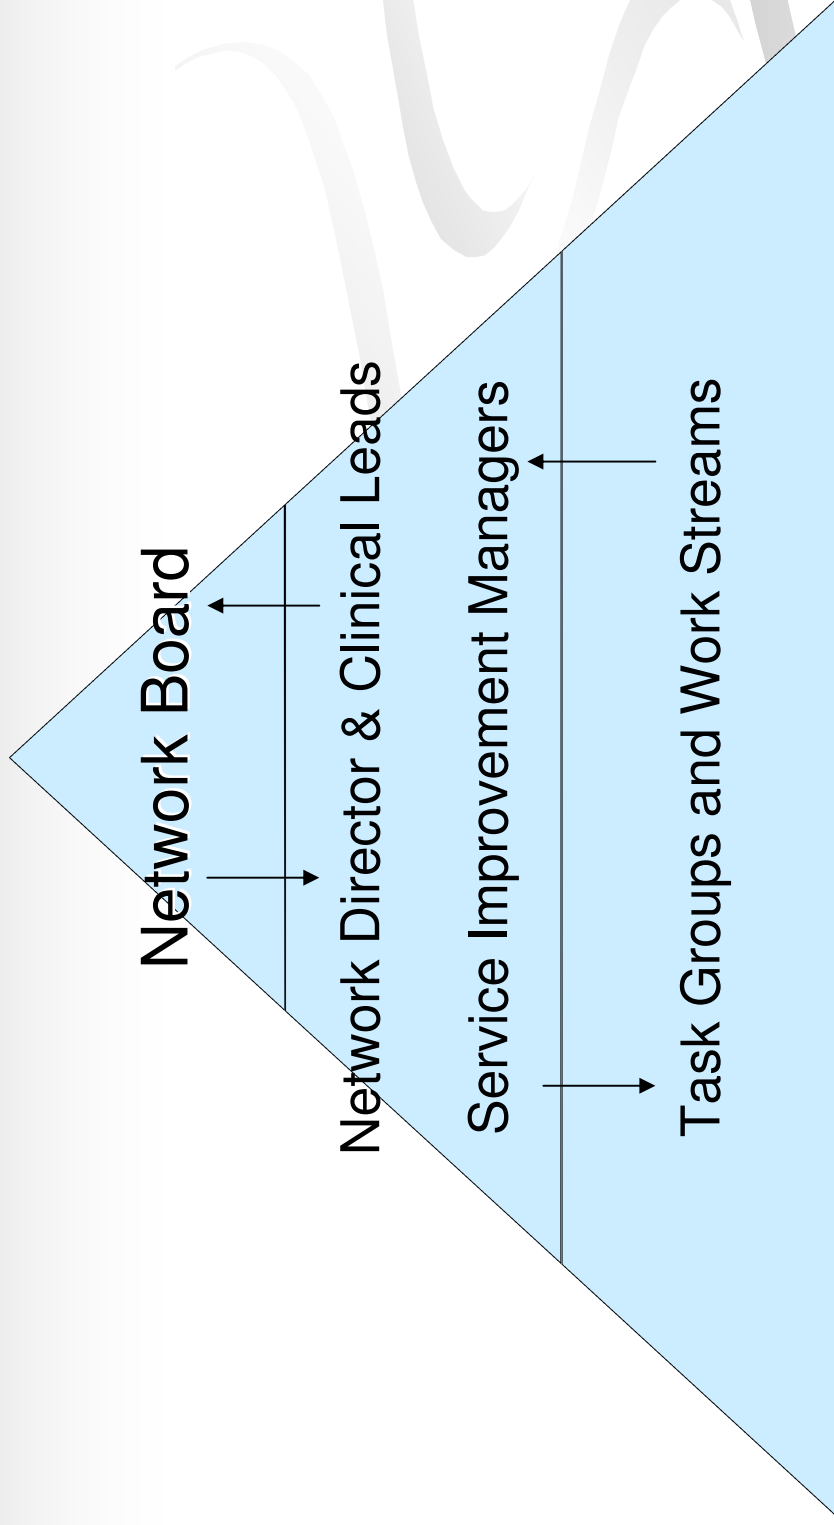 Network Board
Network Director & Clinical Leads
Service Improvement Managers
Task Groups and Work Streams